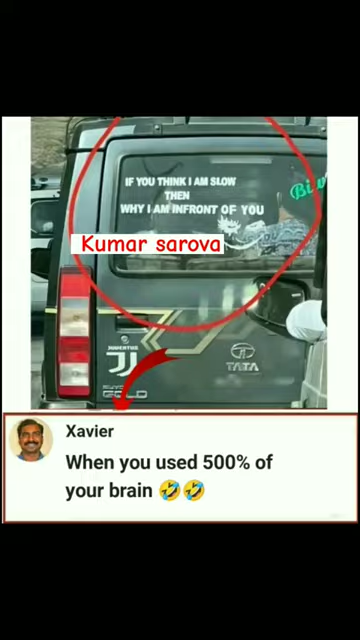 IF YOU THINK I AM SLOW
THEN
WHY I AM INFRONT OF YOU
Kumar sarova
JUVENTUS
TATA
GOLD
Xavier
When you used 500% of
your brain 🤣🤣